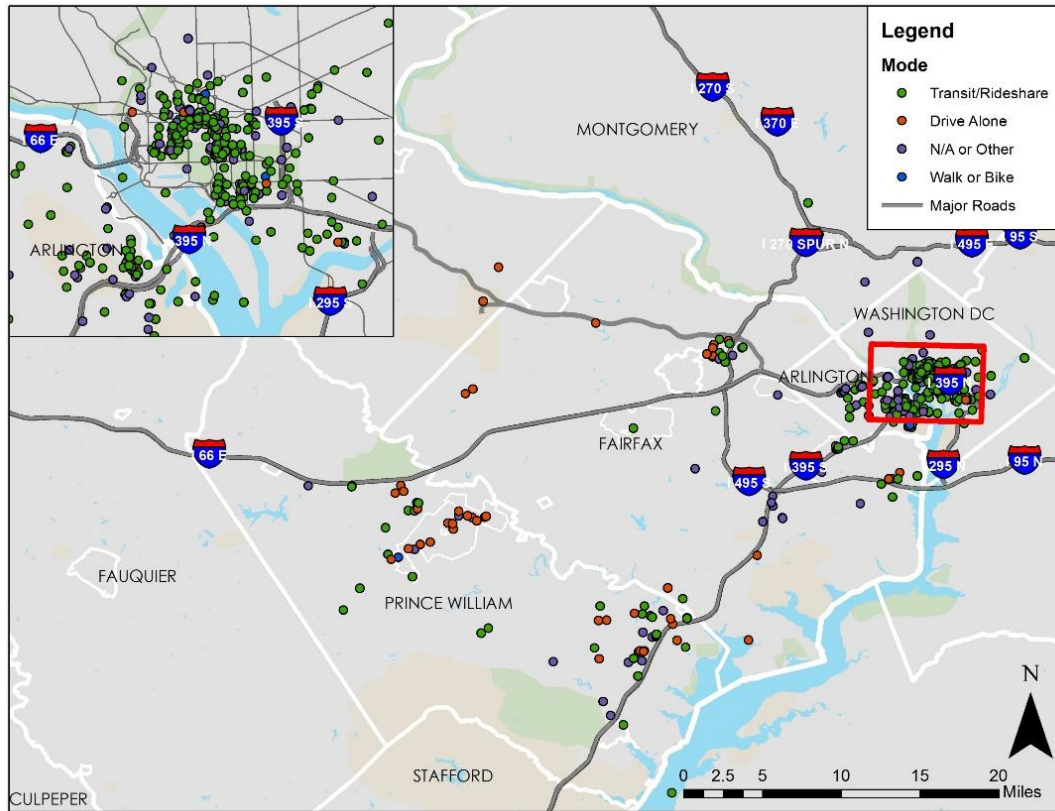 Legend
Mode
Transit/Rideshare
Drive Alone
N/A or Other
Walk or Bike
Major Roads
395 S
66 E
ARLINGTON
395 N
I 295 S
I 270 S
MONTGOMERY
370 E
I 270 SPUR N
I 495 E
95 S
WASHINGTON DC
ARLINGTON
I 395 N
FAIRFAX
66 E
I 495 S
I 395 S
I 295 N
95 N
FAUQUIER
PRINCE WILLIAM
STAFFORD
CULPEPER
N
0 2.5 5 10 15 20
Miles